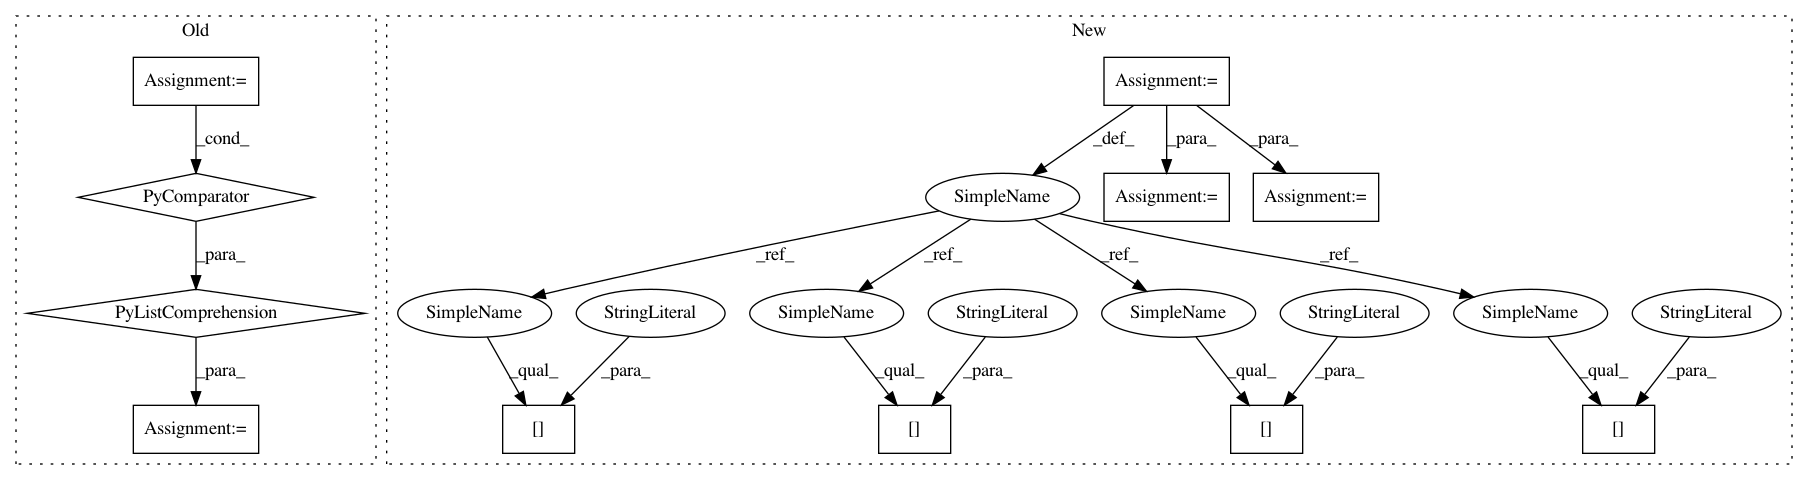 Old
New
Assignment:=
Assignment:=
_cond_
_def_
_para_
_para_
PyComparator
SimpleName
Assignment:=
Assignment:=
_para_
_ref_
_ref_
_ref_
_ref_
PyListComprehension
SimpleName
StringLiteral
SimpleName
StringLiteral
SimpleName
StringLiteral
SimpleName
StringLiteral
_para_
_qual_
_para_
_qual_
_para_
_qual_
_para_
_qual_
_para_
Assignment:=
[]
[]
[]
[]